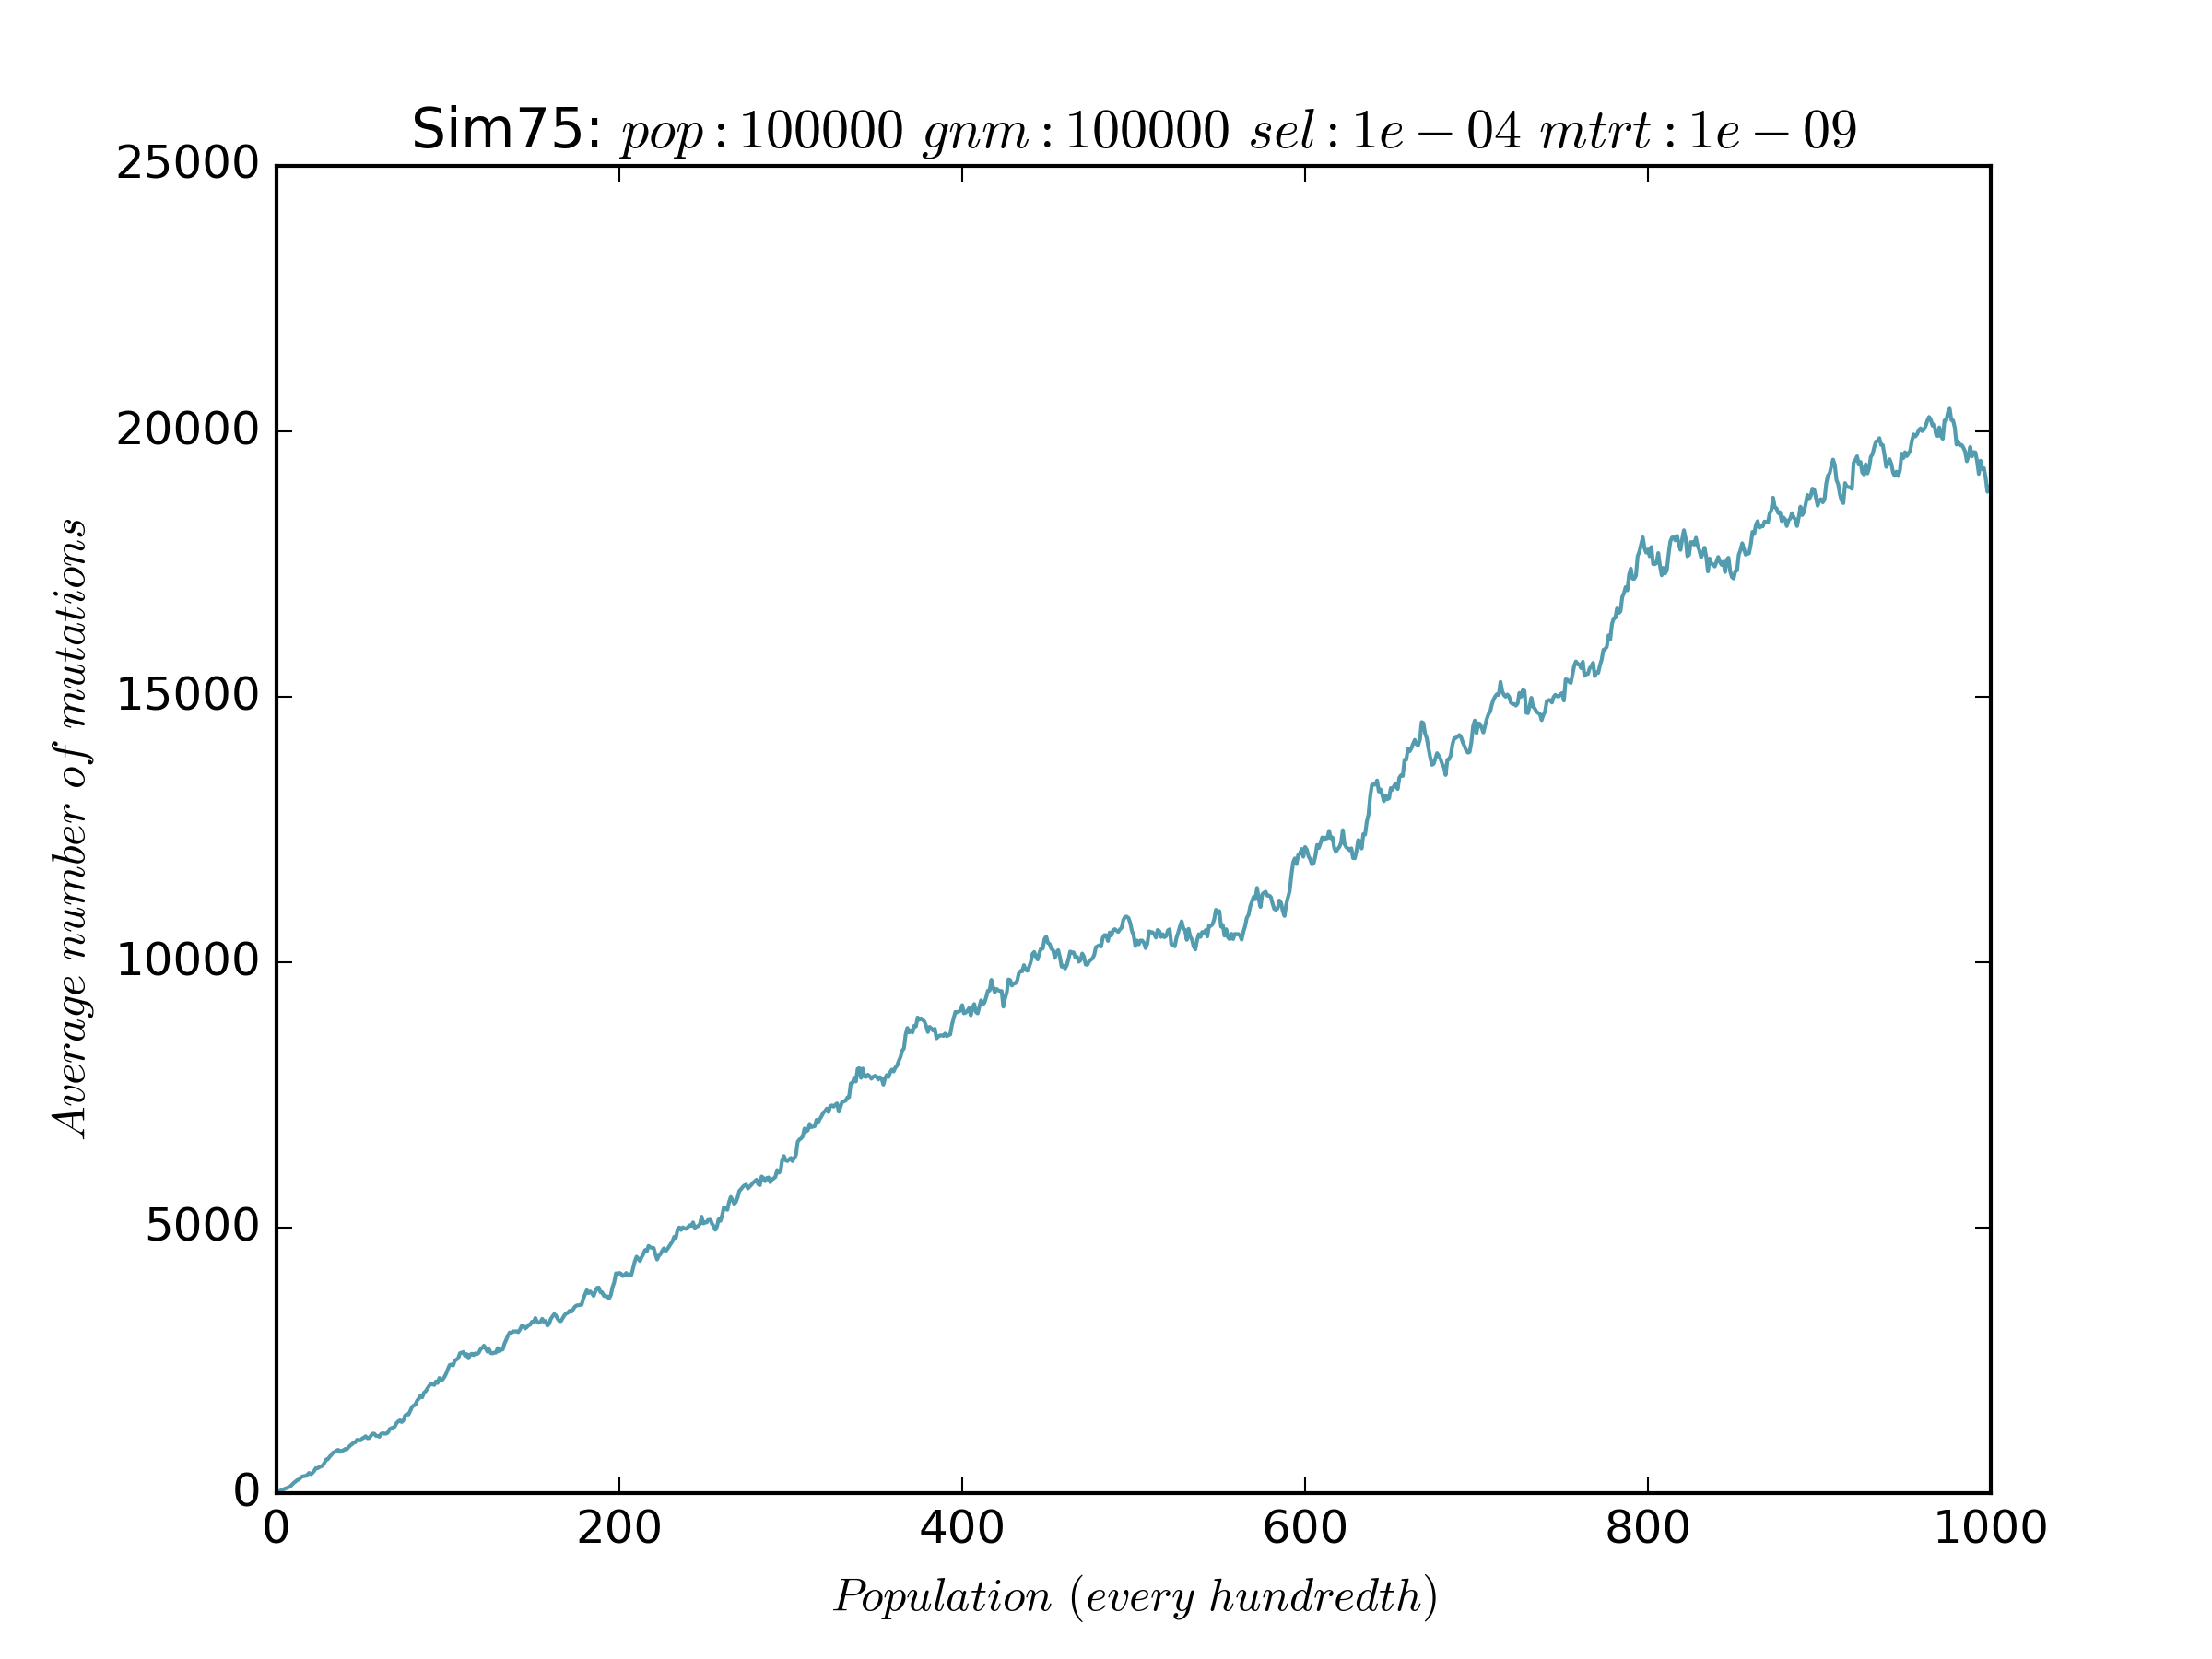 Sim75: pop : 100000 gnm : 100000 sel : 1e − 04 mtrt : 1e − 09
25000
20000
15000
10000
5000
0
Average number of mutations
0 200 400 600 800 1000
Population (every hundredth)